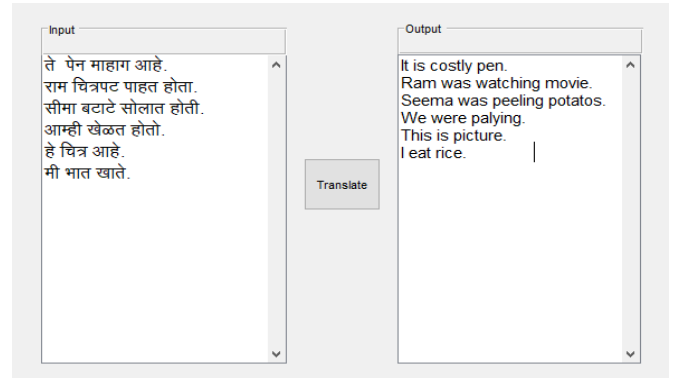 Input
ते पेन माहाग आहे.
राम चित्रपट पाहत होता.
सीमा बटाटे सोलात होती.
आम्ही खेळत होतो.
हे चित्र आहे.
मी भात खाते.
Translate
Output
It is costly pen.
Ram was watching movie.
Seema was peeling potatos.
We were palying.
This is picture.
I eat rice.